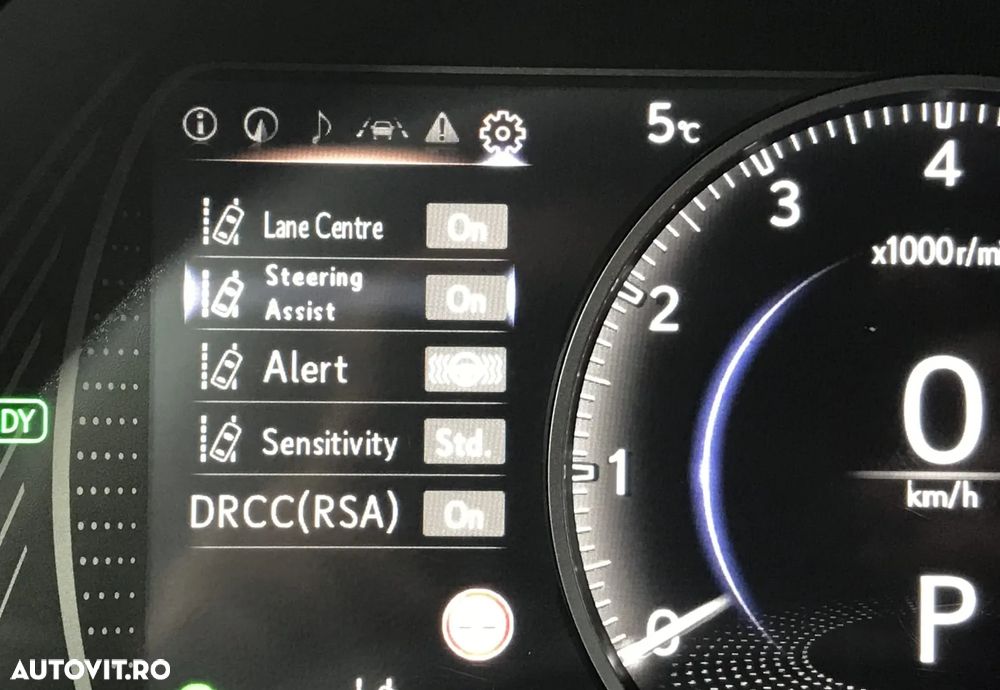 5℃
Lane Centre On
Steering
Assist On
Alert
Sensitivity Std.
DRCC(RSA) On
DY
4
3
x1000r/m
2
0
1
km/h
P
0
AUTOVIT.RO